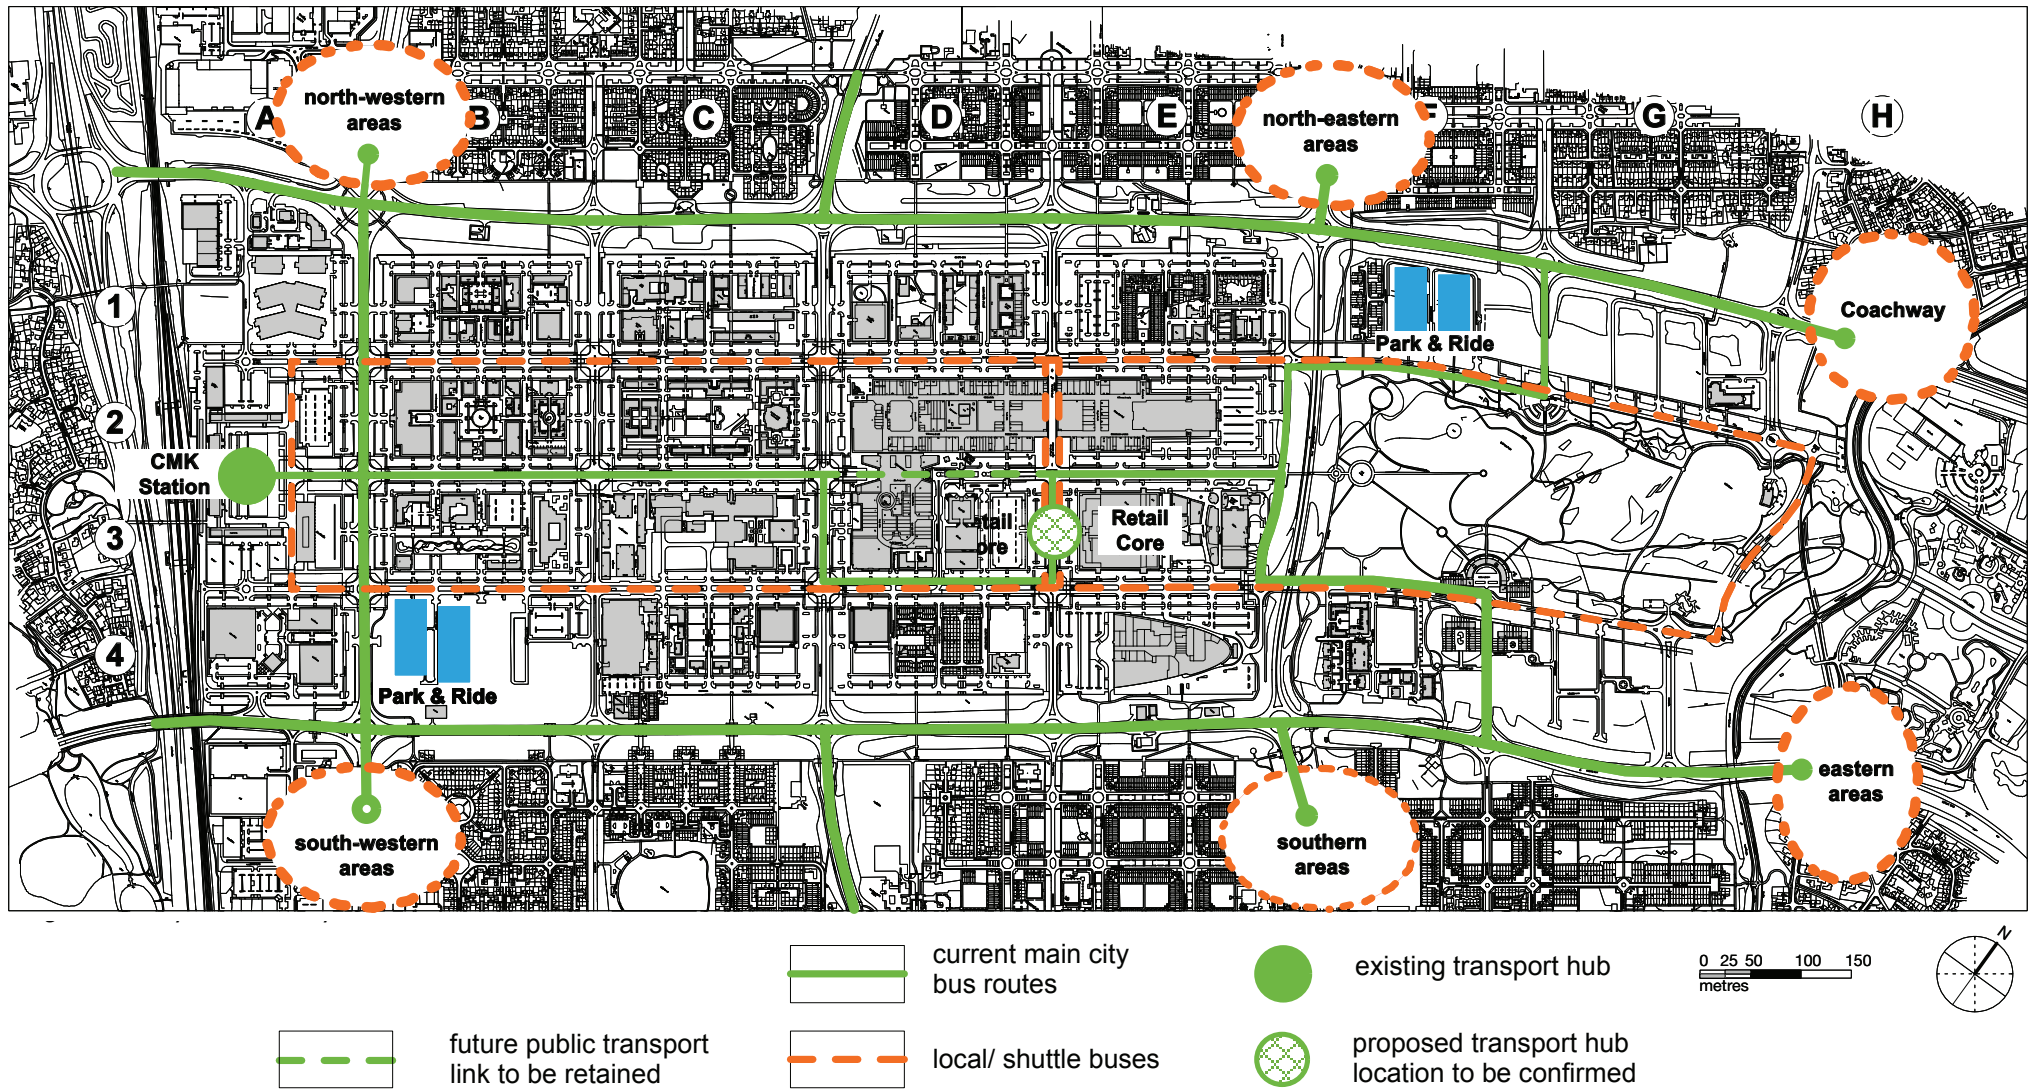 north-western
areas
A
B
C
D
E
north-eastern
areas
F
G
H
1
Coachway
Park & Ride
2
CMK
Station
3
Retail
Core
tail
ore
4
Park & Ride
eastern
areas
south-western
areas
southern
areas
current main city
bus routes
existing transport hub
0 25 50 100 150
metres
N
future public transport
link to be retained
local/ shuttle buses
proposed transport hub
location to be confirmed